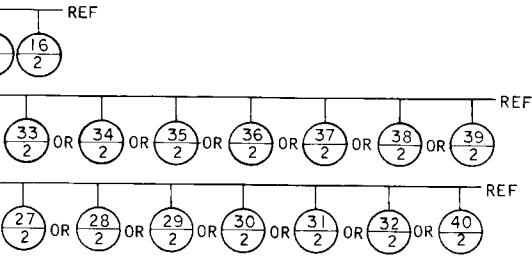 REF
16
2
REF
33 OR 34 OR 35 OR 36 OR 37 OR 38 OR 39
2 2 2 2 2 2 2
REF
27 OR 28 OR 29 OR 30 OR 31 OR 32 OR 40
2 2 2 2 2 2 2